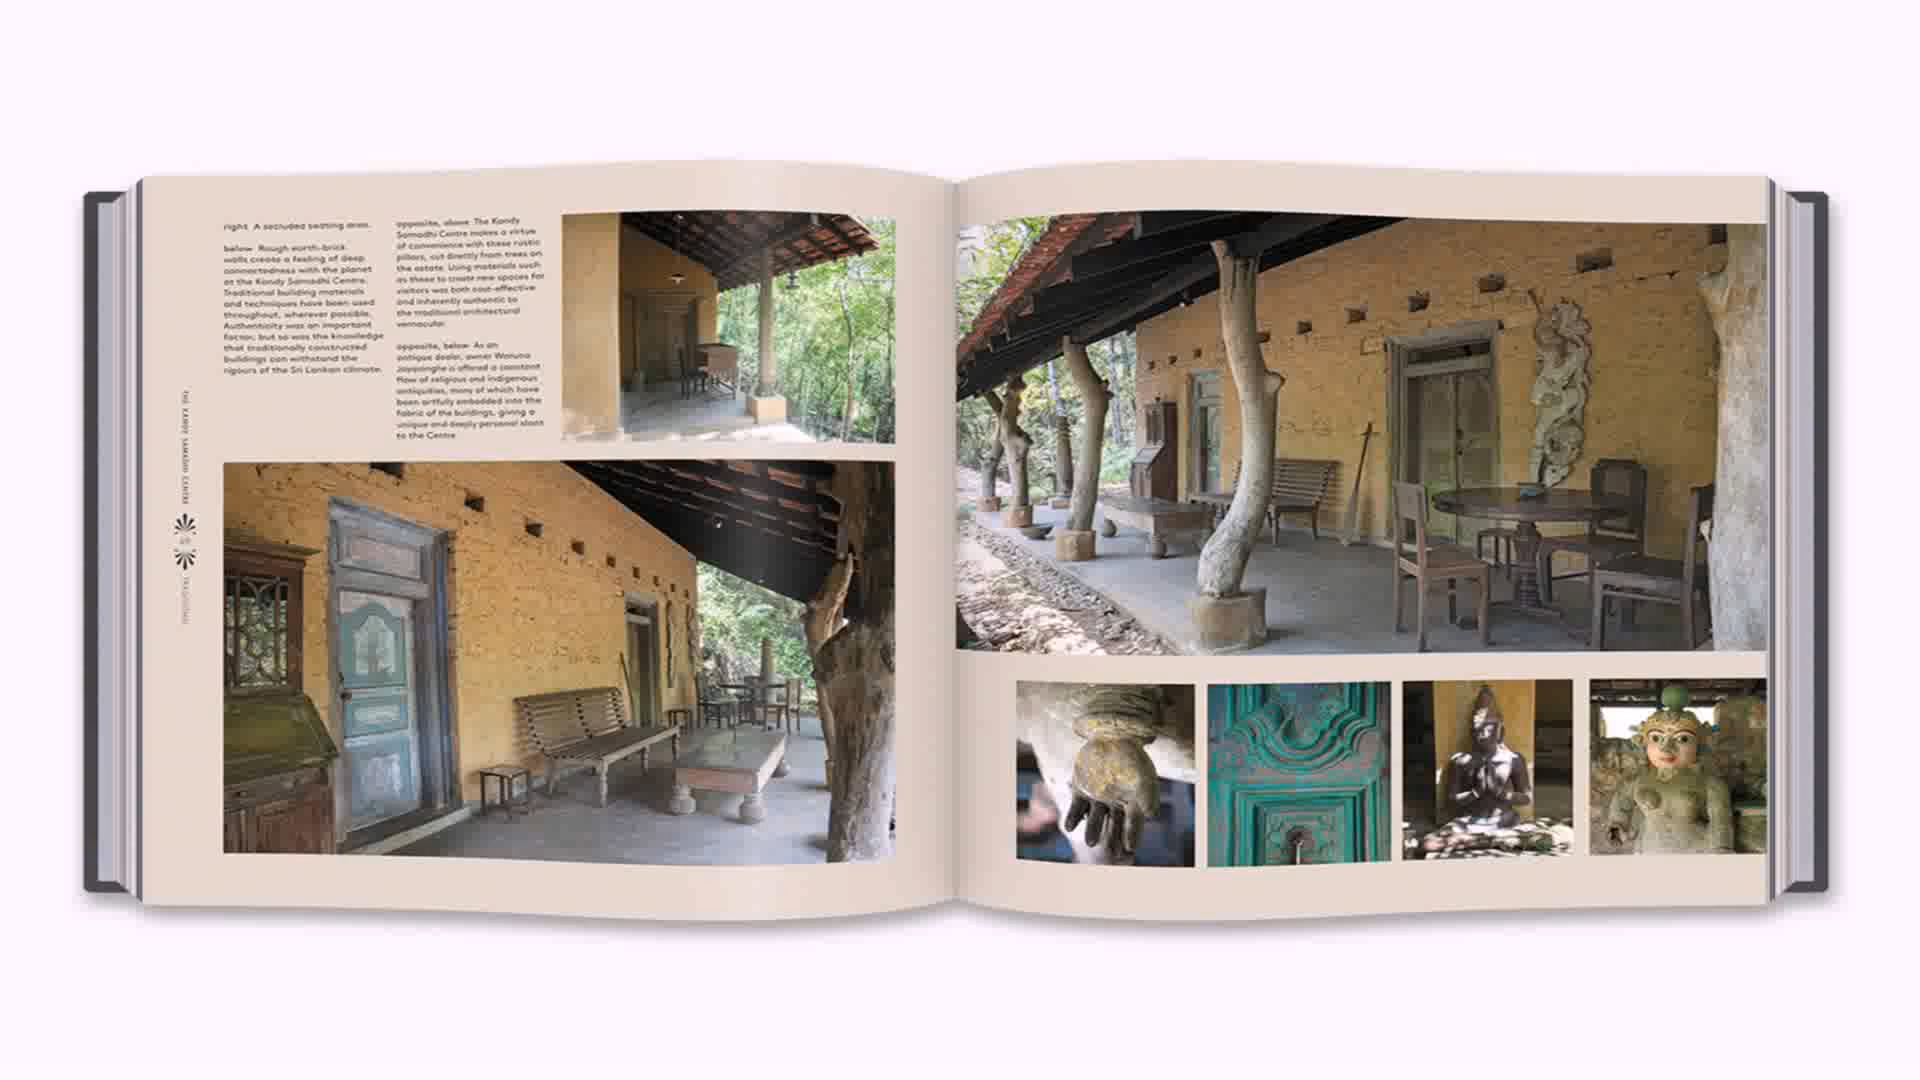 right A secluded seating area.
below Rough earth-brick
walls create a feeling of deep
connectedness with the planet
at the Kandy Samadhi Centre.
Traditional building materials
and techniques have been used
throughout, wherever possible.
Authenticity was an important
factor; but so was the knowledge
that traditionally constructed
buildings can withstand the
rigours of the Sri Lankan climate.
opposite, above The Kandy
Samadhi Centre makes a virtue
of convenience with these rustic
pillars, cut directly from trees on
the estate. Using materials such
as these to create new spaces for
visitors was both cost-effective
and inherently authentic to
the traditional architectural
vernacular.
opposite, below As an
antique dealer, owner Waruna
Jayasinghe is offered a constant
flow of religious and indigenous
antiquities, many of which have
been artfully embedded into the
fabric of the buildings, giving a
unique and deeply personal slant
to the Centre
THE KANDY SAMADHI CENTRE
TRADITIONAL